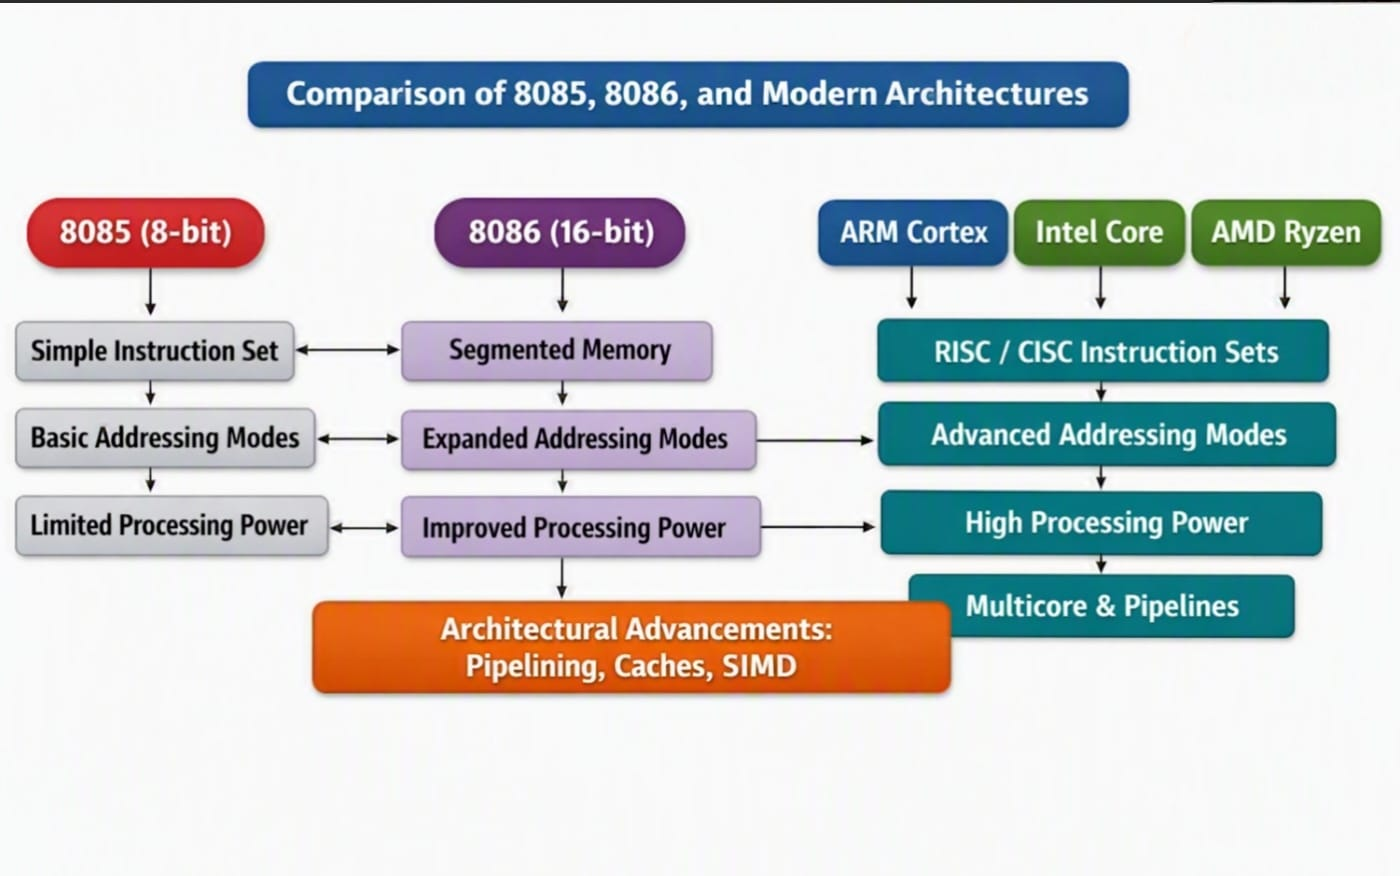 Comparison of 8085, 8086, and Modern Architectures
8085 (8-bit)
8086 (16-bit)
ARM Cortex
Intel Core
AMD Ryzen
Simple Instruction Set
Segmented Memory
RISC / CISC Instruction Sets
Basic Addressing Modes
Expanded Addressing Modes
Advanced Addressing Modes
Limited Processing Power
Improved Processing Power
High Processing Power
Multicore & Pipelines
Architectural Advancements:
Pipelining, Caches, SIMD